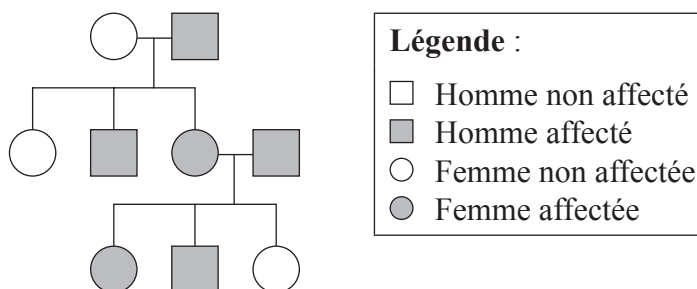 Légende :
Homme non affecté
Homme affecté
Femme non affectée
Femme affectée